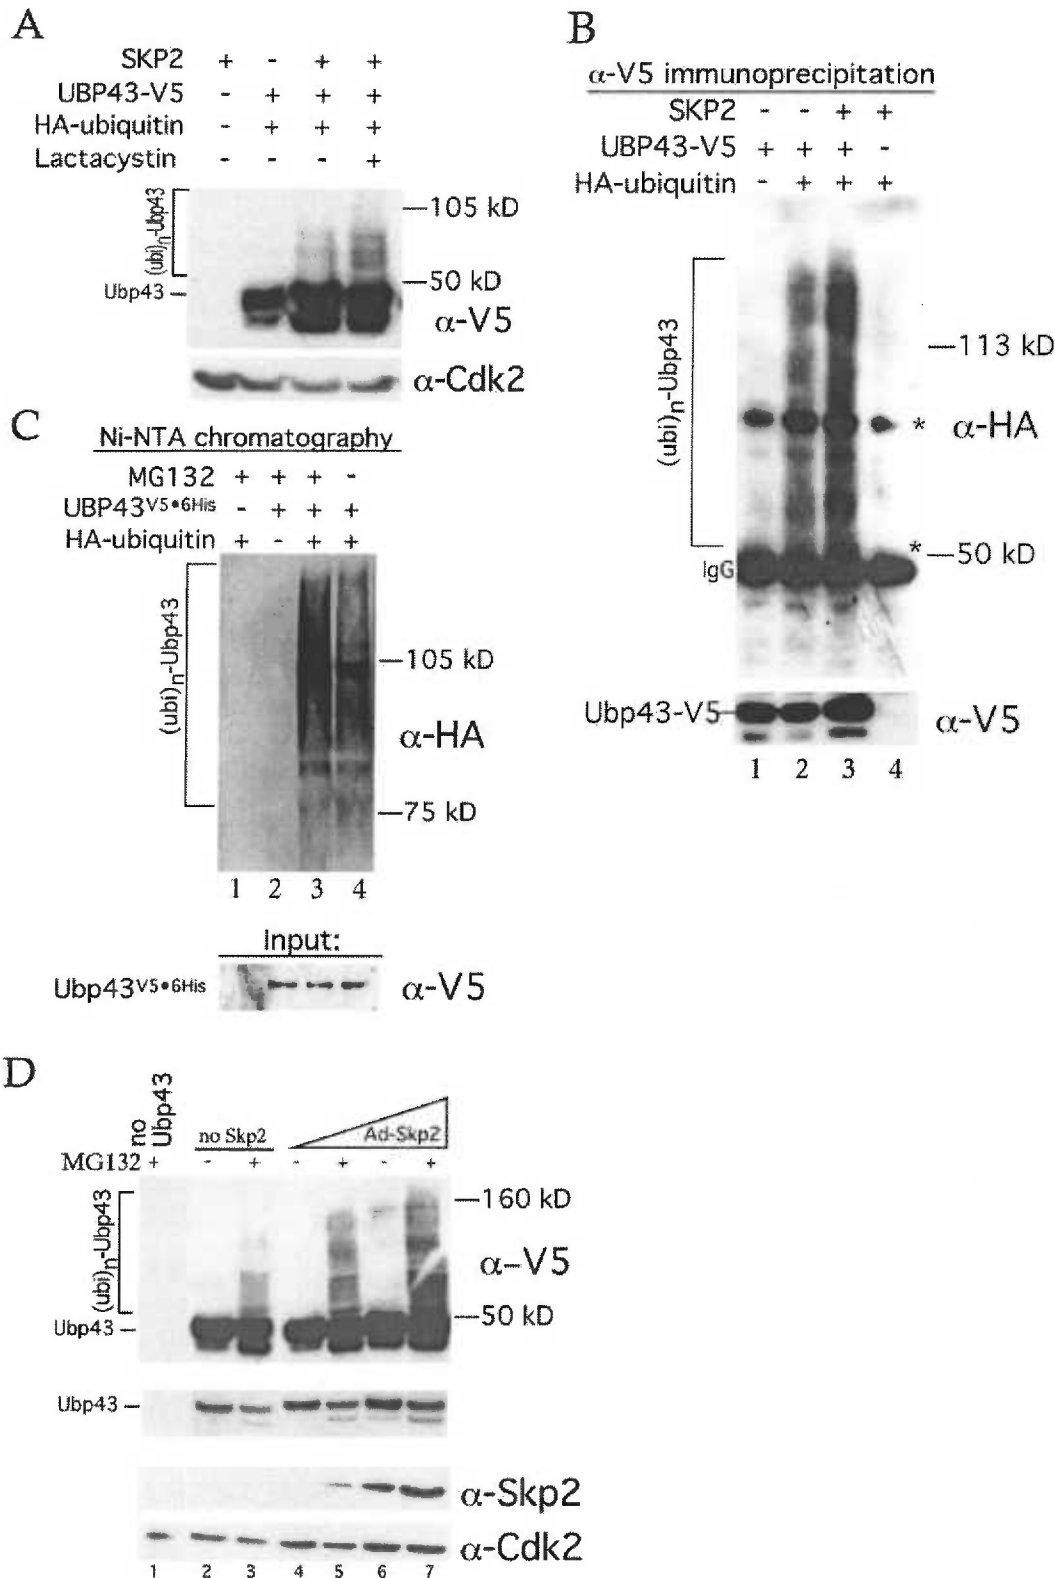 A
SKP2 + - + +
UBP43-V5 - + + +
HA-ubiquitin - + + +
Lactacystin - - - +
(ubi)n-Ubp43
105 kD
Ubp43
50 kD
α-V5
α-Cdk2
B
α-V5 immunoprecipitation
SKP2 - - + +
UBP43-V5 + + + -
HA-ubiquitin - + + +
(ubi)n-Ubp43
113 kD
* α-HA
* 50 kD
IgG
Ubp43-V5
α-V5
1 2 3 4
C
Ni-NTA chromatography
MG132 + + + -
UBP43V5•6His - + + +
HA-ubiquitin + - + +
(ubi)n-Ubp43
105 kD
α-HA
75 kD
1 2 3 4
Input:
Ubp43V5•6His
α-V5
D
no Ubp43
no Skp2
Ad-Skp2
MG132 + - + - + - +
(ubi)n-Ubp43
160 kD
α-V5
50 kD
Ubp43
Ubp43
α-Skp2
α-Cdk2
1 2 3 4 5 6 7